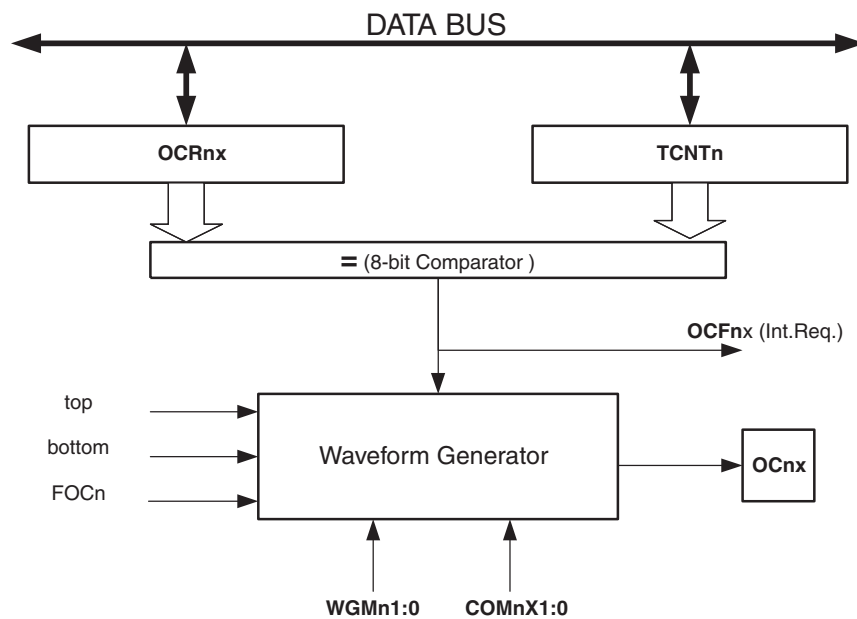 DATA BUS
OCRnx
TCNTn
= (8-bit Comparator )
OCFnx (Int.Req.)
top
bottom
FOCn
Waveform Generator
OCnx
WGMn1:0
COMnX1:0